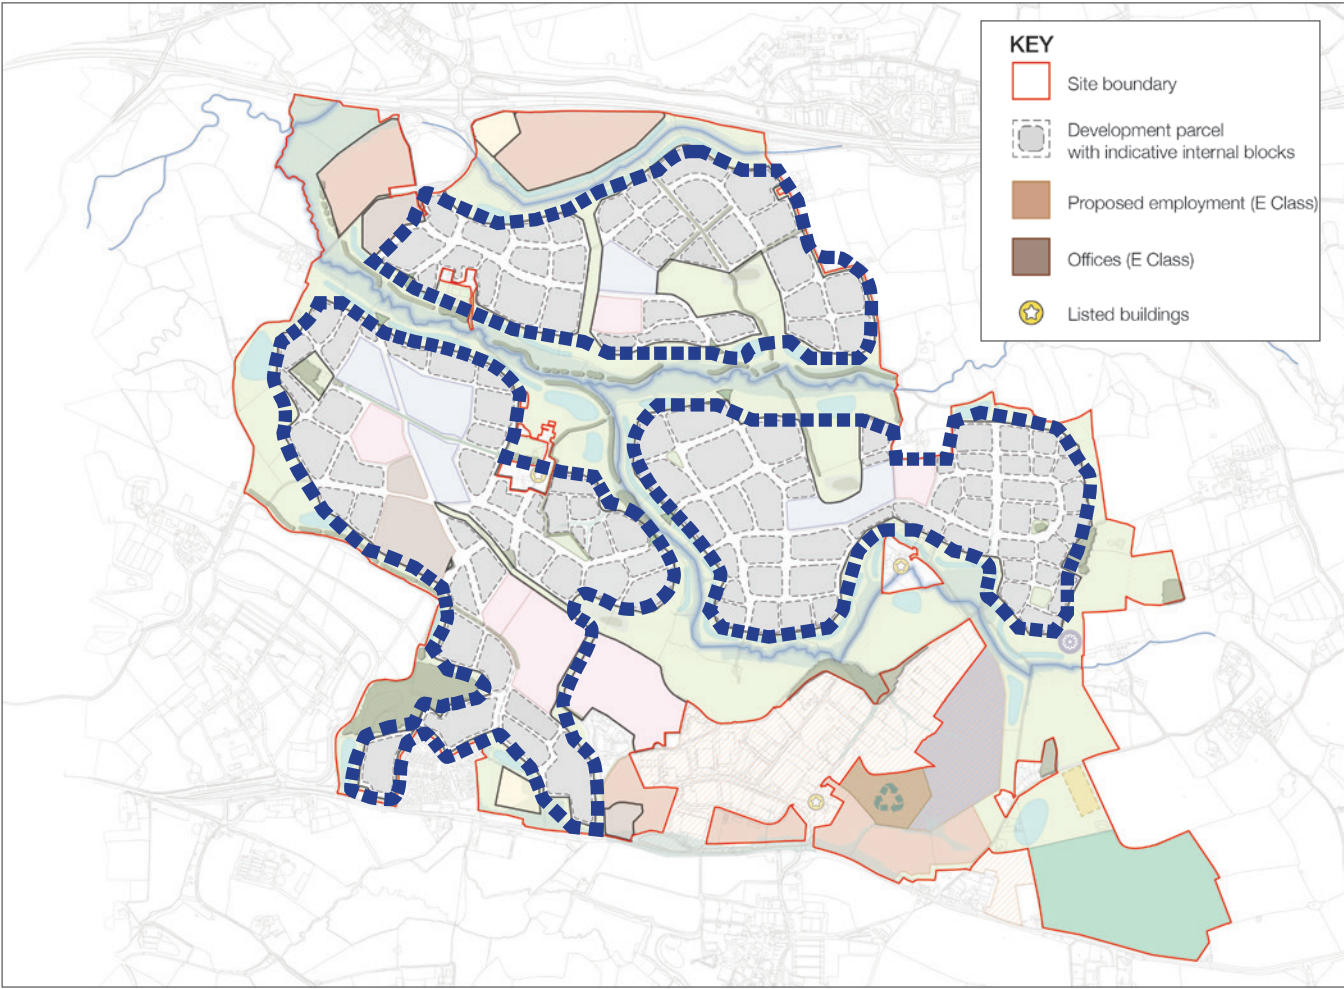 KEY
Site boundary
Development parcel
with indicative internal blocks
Proposed employment (E Class)
Offices (E Class)
Listed buildings